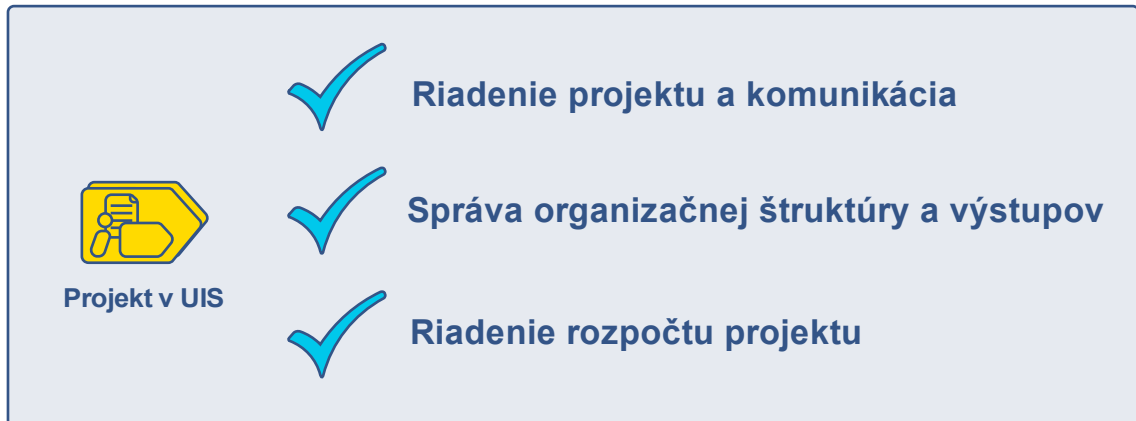 Riadenie projektu a komunikácia
Správa organizačnej štruktúry a výstupov
Projekt v UIS
Riadenie rozpočtu projektu